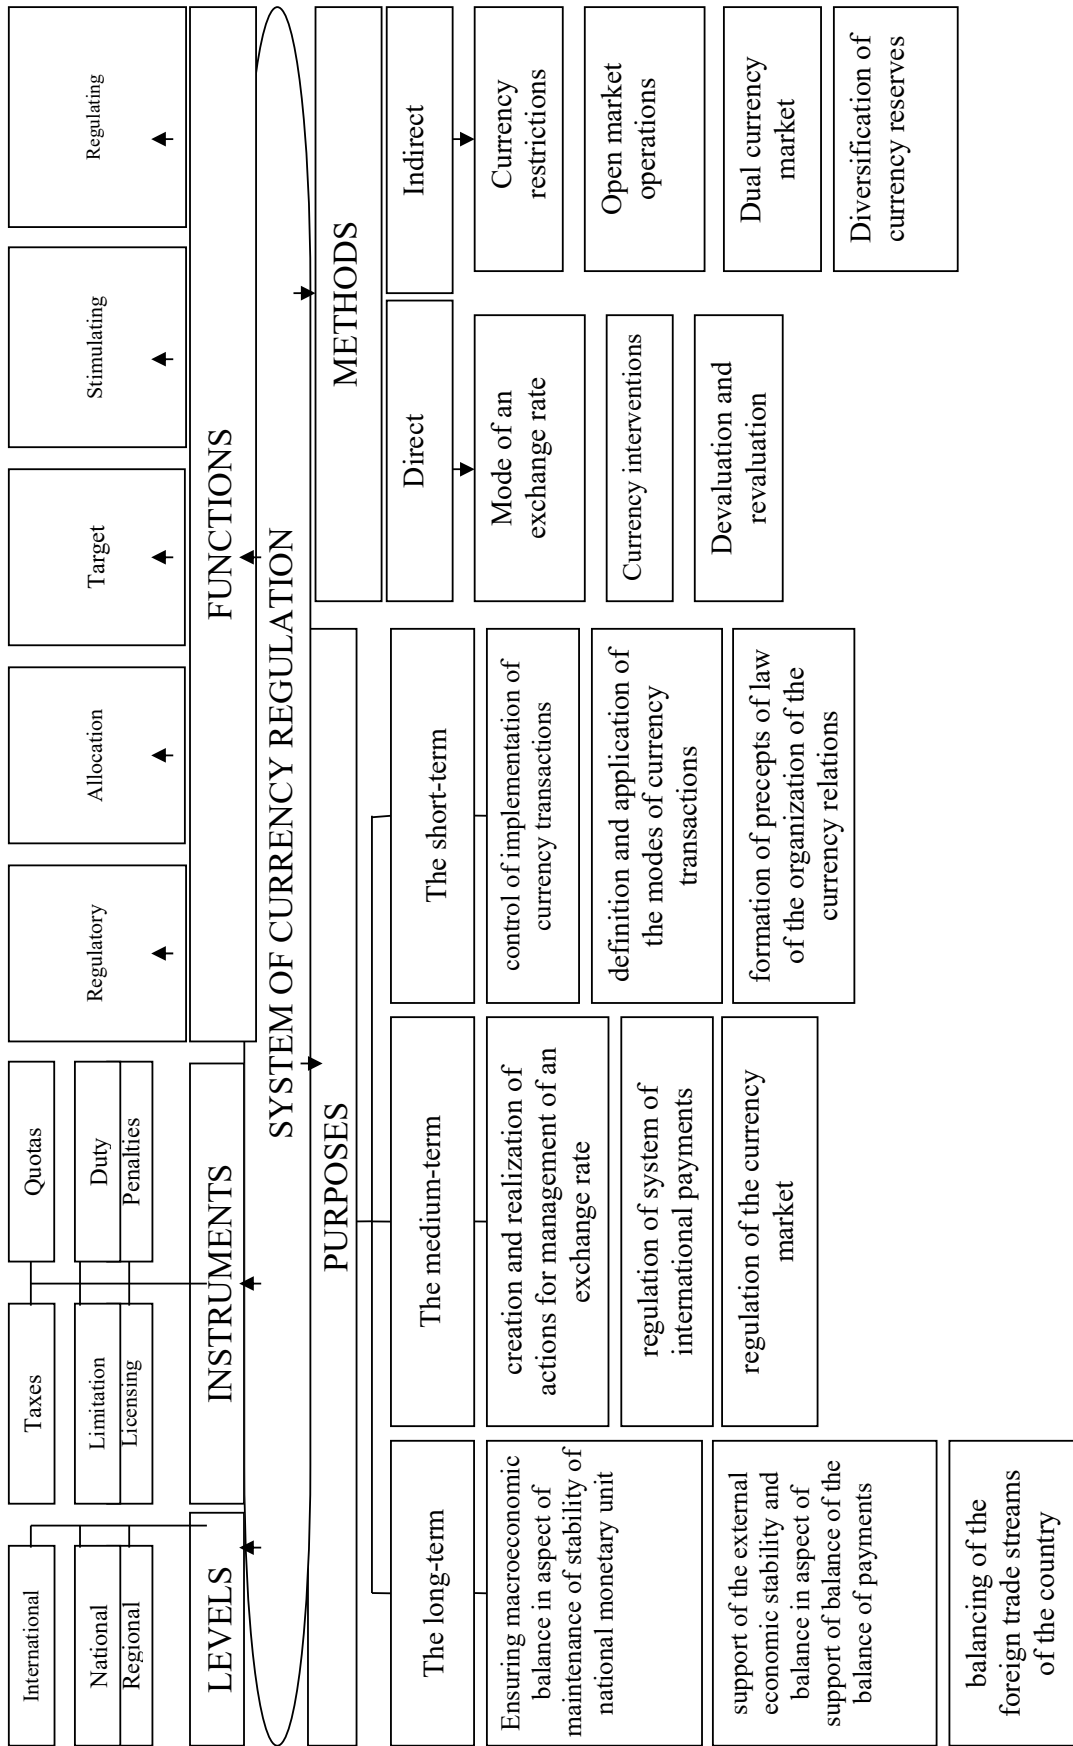 International
National
Regional
LEVELS
Taxes
Quotas
Limitation
Duty
Licensing
Penalties
INSTRUMENTS
Regulatory
Allocation
Target
Stimulating
Regulating
FUNCTIONS
SYSTEM OF CURRENCY REGULATION
PURPOSES
The long-term
Ensuring macroeconomic
balance in aspect of
maintenance of stability of
national monetary unit
support of the external
economic stability and
balance in aspect of
support of balance of the
balance of payments
balancing of the
foreign trade streams
of the country
The medium-term
creation and realization of
actions for management of an
exchange rate
regulation of system of
international payments
regulation of the currency
market
The short-term
control of implementation of
currency transactions
definition and application of
the modes of currency
transactions
formation of precepts of law
of the organization of the
currency relations
METHODS
Direct
Mode of an
exchange rate
Currency interventions
Devaluation and
revaluation
Indirect
Currency
restrictions
Open market
operations
Dual currency
market
Diversification of
currency reserves